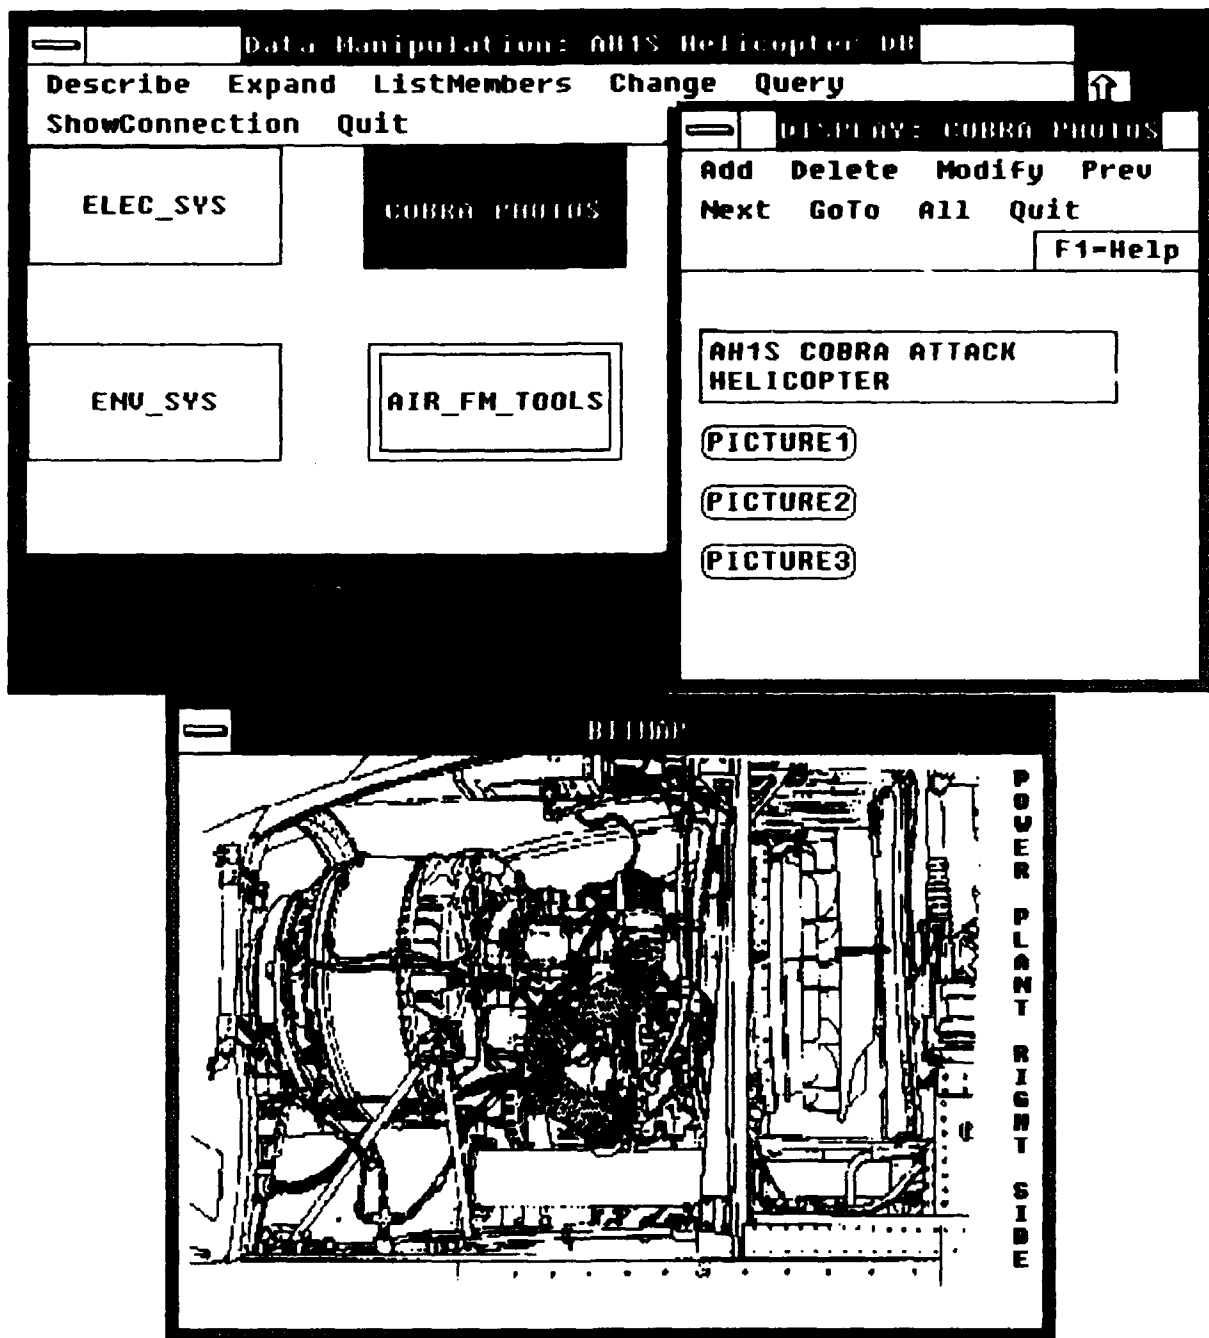 Data Manipulation: AH1S Helicopter DB
Describe Expand ListMembers Change Query
ShowConnection Quit
ELEC_SYS
COBRA PHOTOS
ENV_SYS
AIR_FM_TOOLS
DISPLAY: COBRA PHOTOS
Add Delete Modify Prev
Next GoTo All Quit
F1=Help
AH1S COBRA ATTACK
HELICOPTER
PICTURE1
PICTURE2
PICTURE3
BITMAP
POWER PLANT RIGHT SIDE